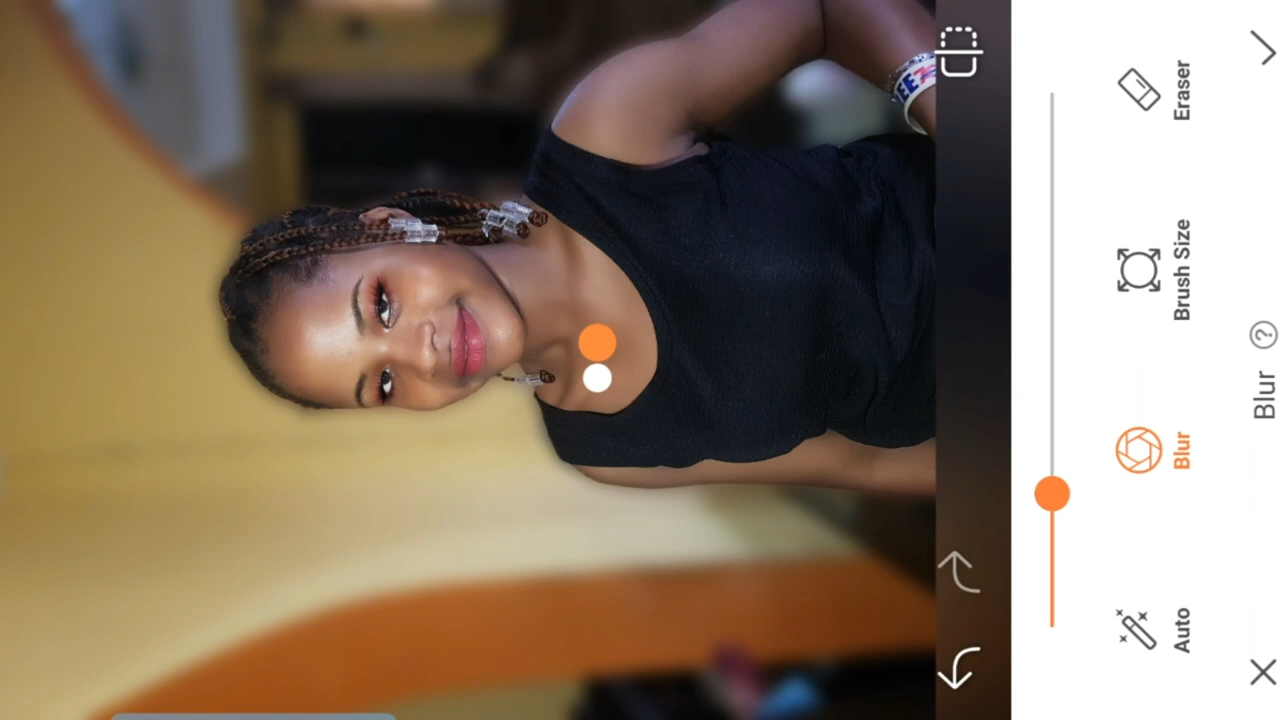 Auto
Blur
Brush Size
Eraser
Blur ?